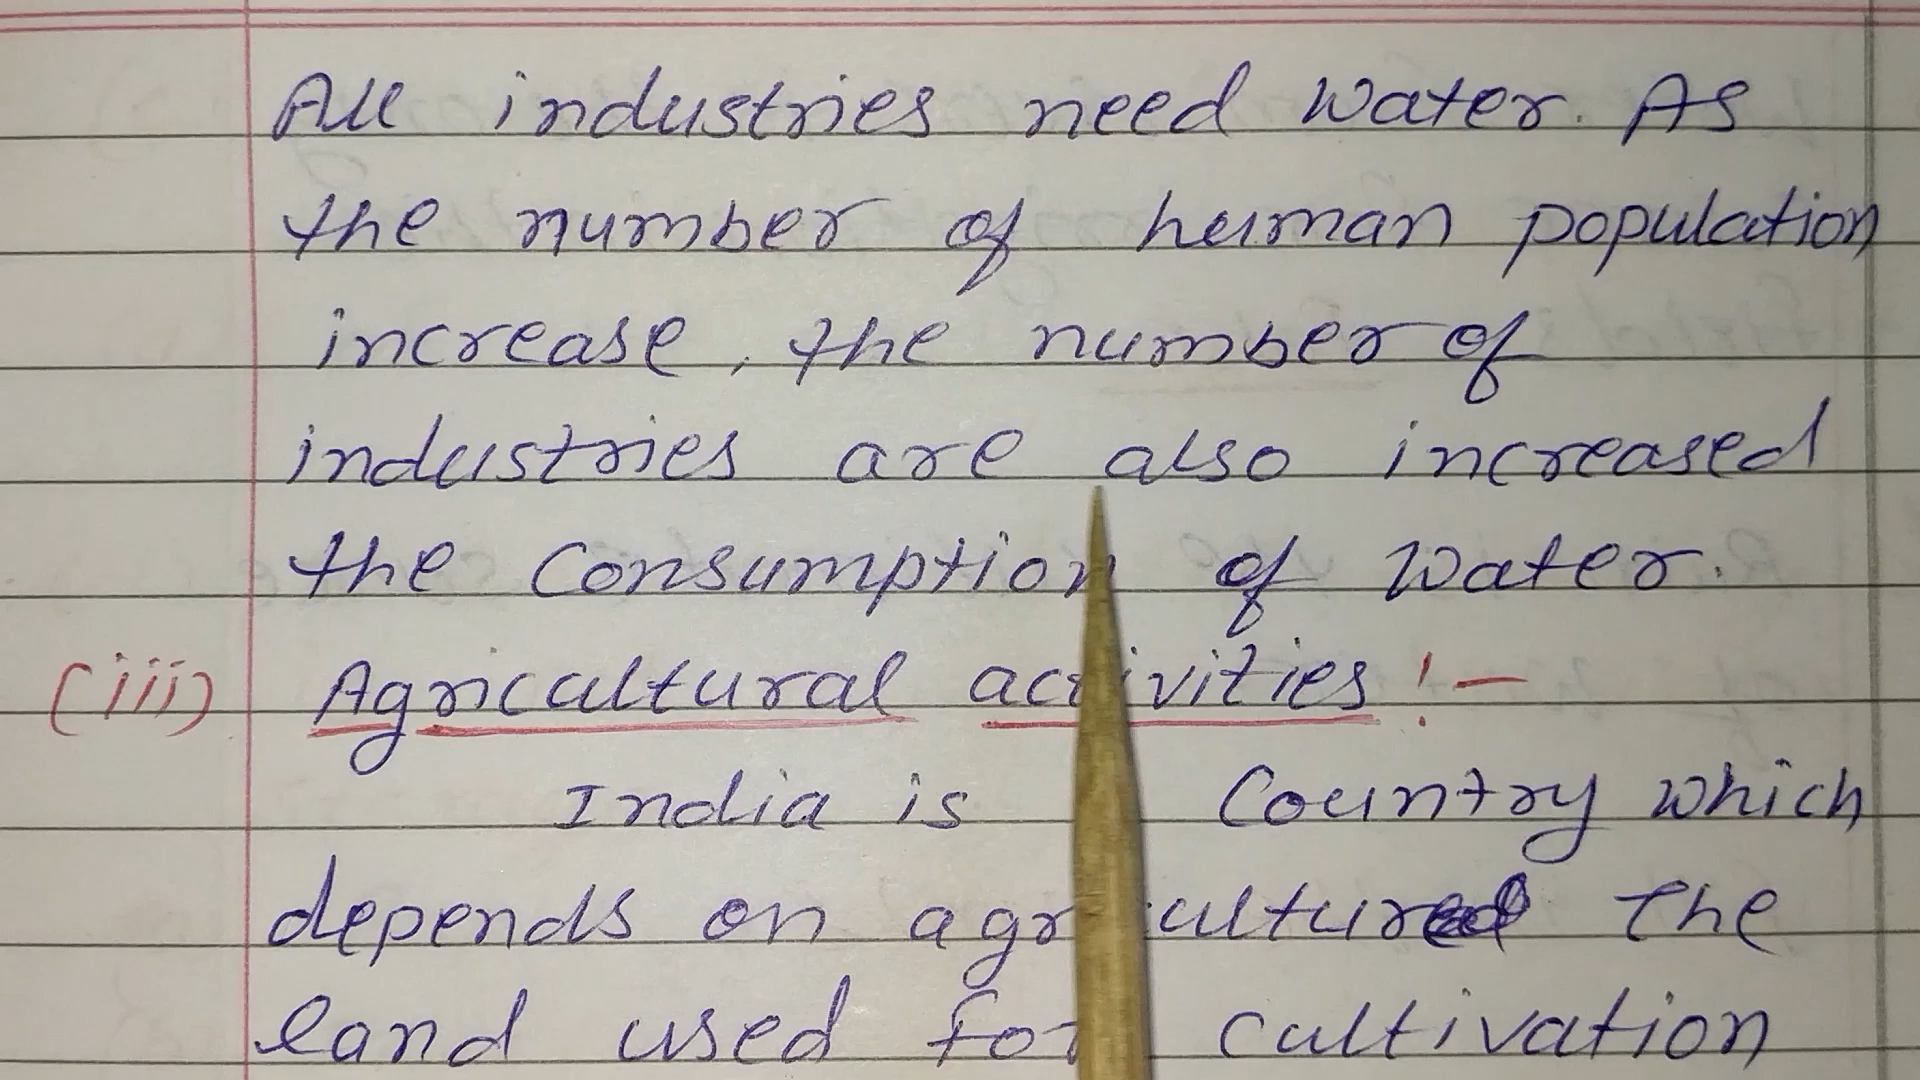 All industries need water. As
the number of human population
increase, the number of
industries are also increased
the consumption of water.
(iii) Agricultural activities :-
India is country which
depends on agriculture the
land used for cultivation